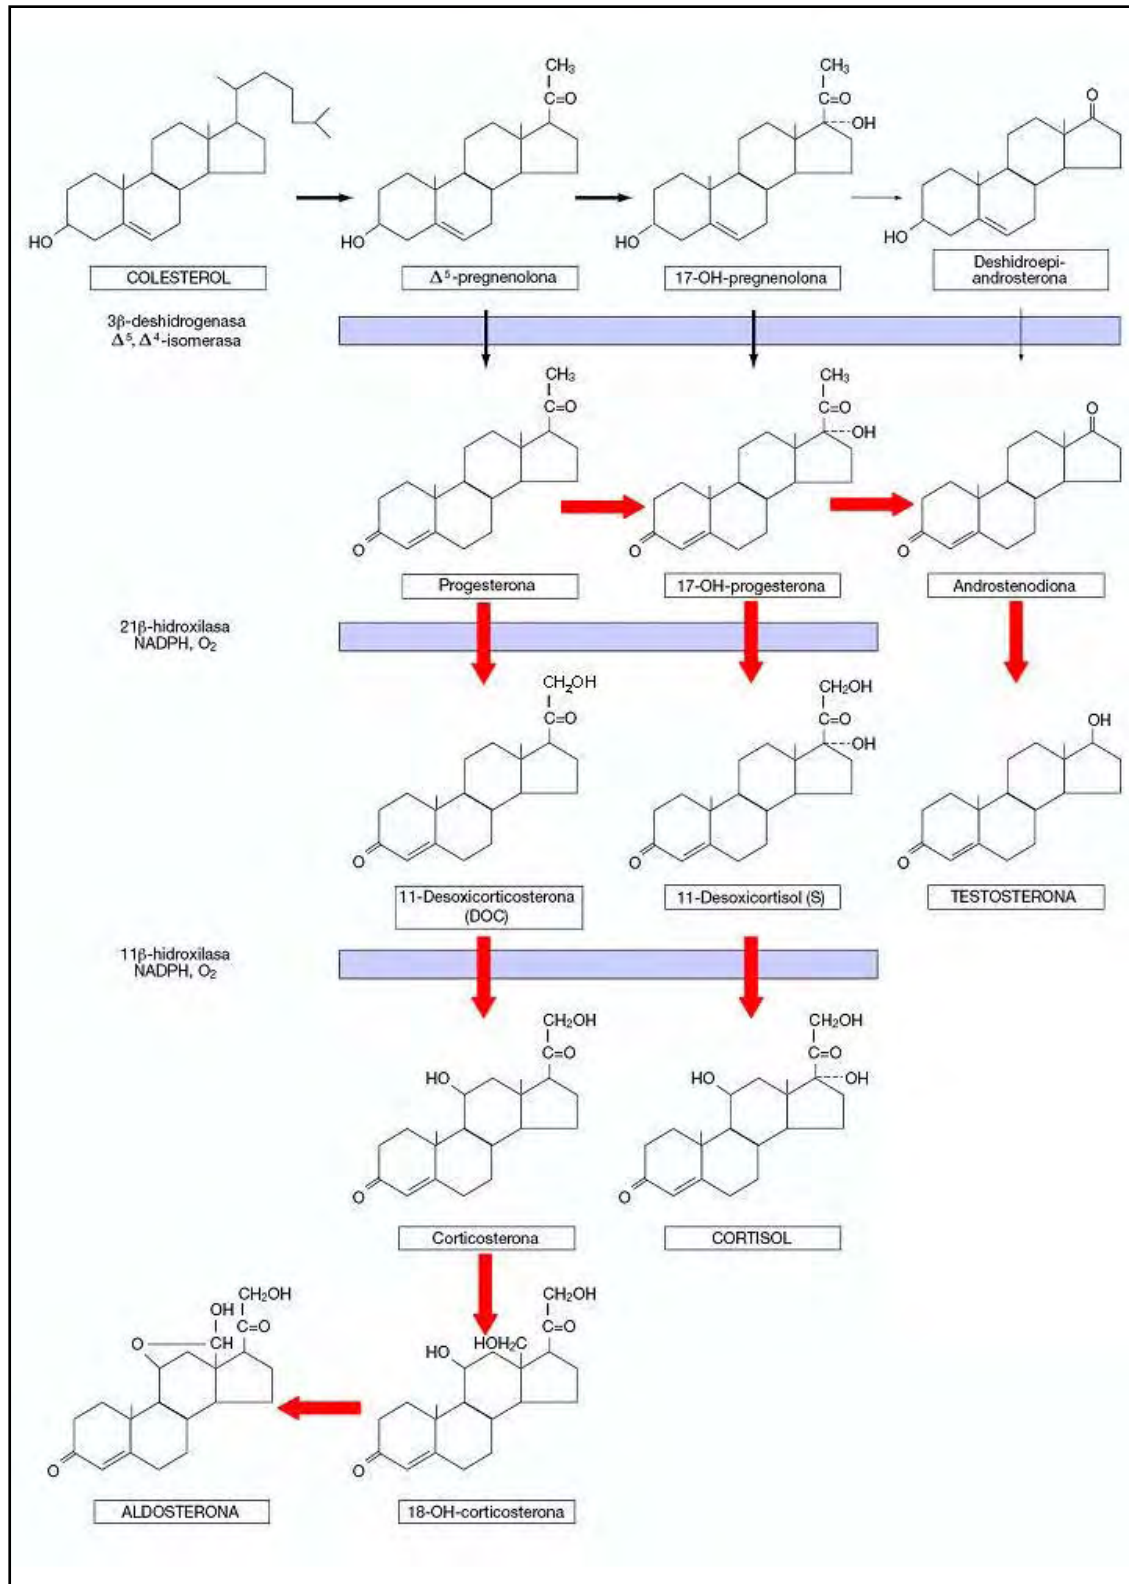 CH₃
C=O
HO
COLESTEROL
CH₃
C=O
HO
Δ⁵-pregnenolona
CH₃
C=O
OH
HO
17-OH-pregnenolona
O
HO
Deshidroepi-
androsterona
3β-deshidrogenasa
Δ⁵, Δ⁴-isomerasa
CH₃
C=O
O
Progesterona
CH₃
C=O
OH
O
17-OH-progesterona
O
O
Androstenodiona
21β-hidroxilasa
NADPH, O₂
CH₂OH
C=O
O
11-Desoxicorticosterona
(DOC)
CH₂OH
C=O
OH
O
11-Desoxicortisol (S)
OH
O
TESTOSTERONA
11β-hidroxilasa
NADPH, O₂
CH₂OH
C=O
HO
O
Corticosterona
CH₂OH
C=O
HO
OH
O
CORTISOL
CH₂OH
OH
C=O
O
CH
O
ALDOSTERONA
CH₂OH
C=O
HOH₂C
HO
O
18-OH-corticosterona